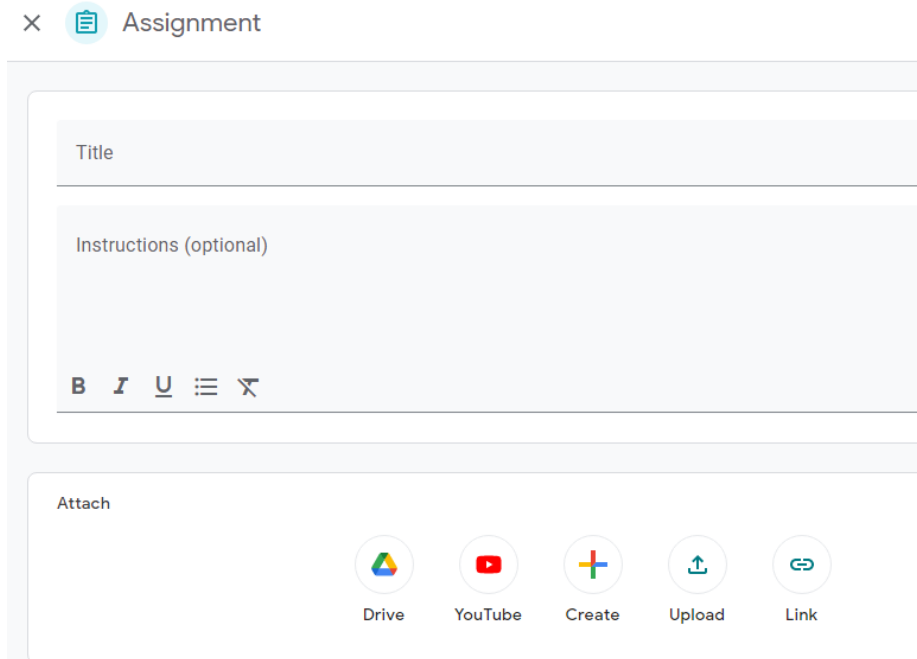 Assignment
Title
Instructions (optional)
B I U
Attach
Drive YouTube Create Upload Link